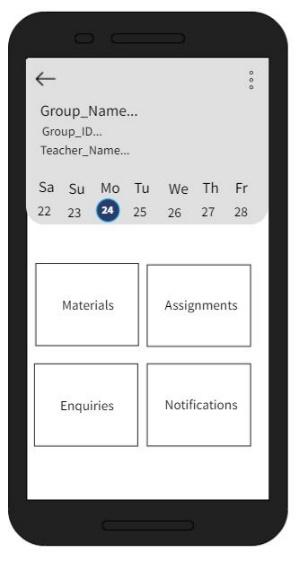 Group_Name...
Group_ID...
Teacher_Name...
Sa Su Mo Tu We Th Fr
22 23 24 25 26 27 28
Materials Assignments
Enquiries Notifications